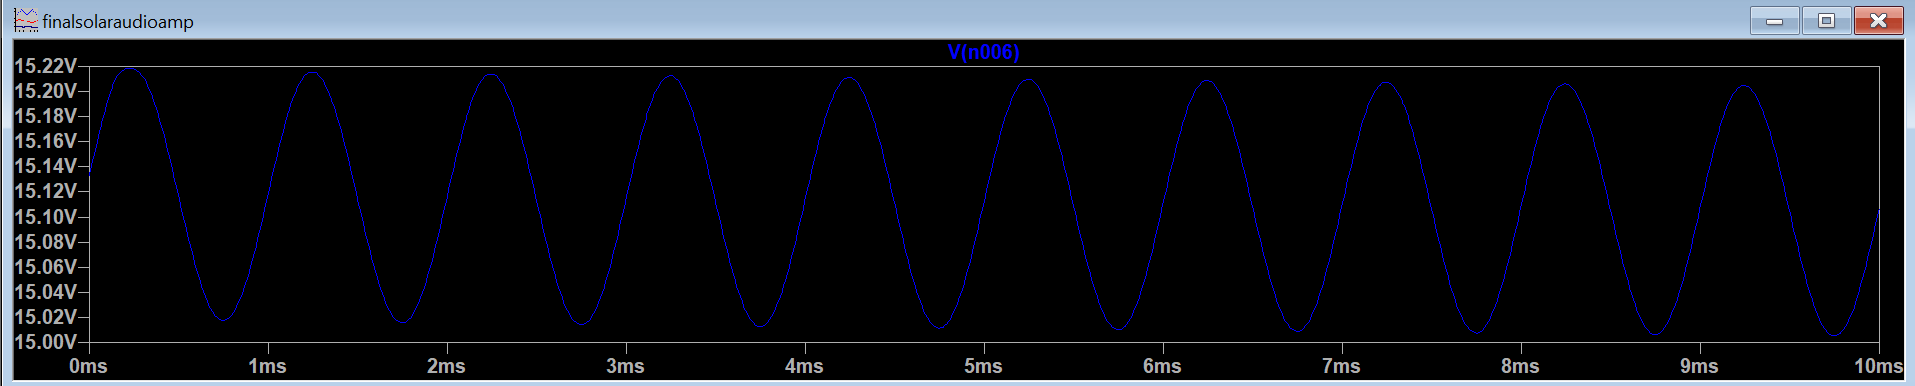 finalsolaraudioamp
V(n006)
15.22V
15.20V
15.18V
15.16V
15.14V
15.12V
15.10V
15.08V
15.06V
15.04V
15.02V
15.00V
0ms 1ms 2ms 3ms 4ms 5ms 6ms 7ms 8ms 9ms 10ms